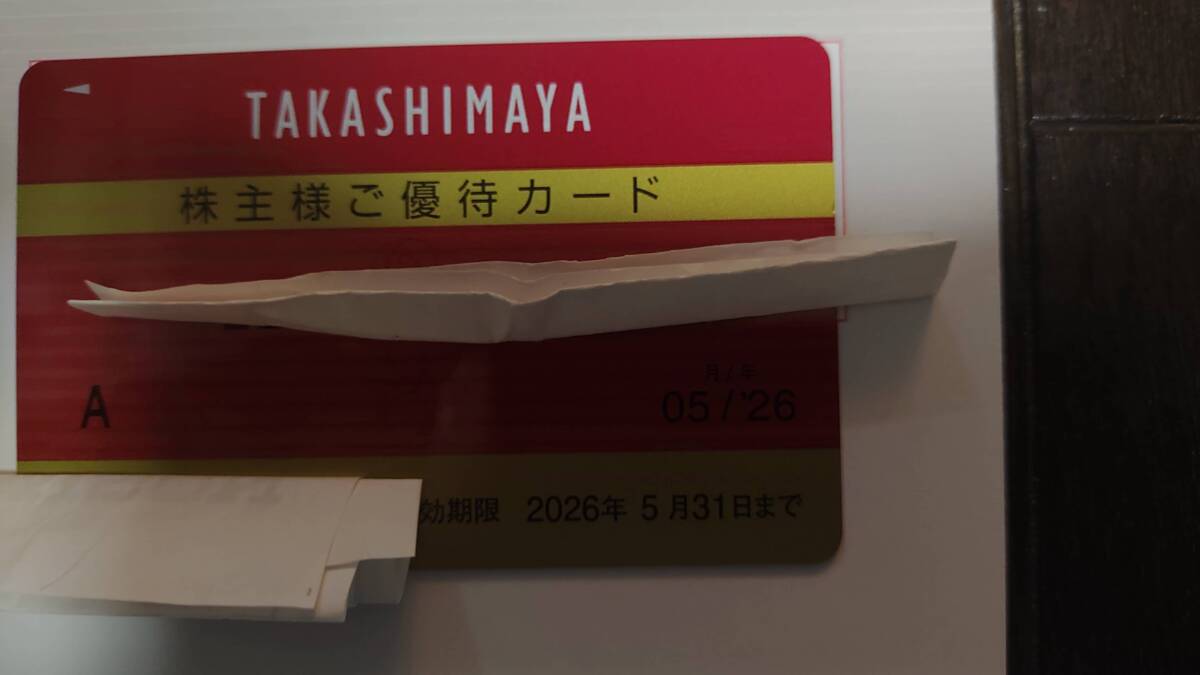 TAKASHIMAYA
株主様ご優待カード
月/年
A 05/'26
効期限 2026年 5月31日まで